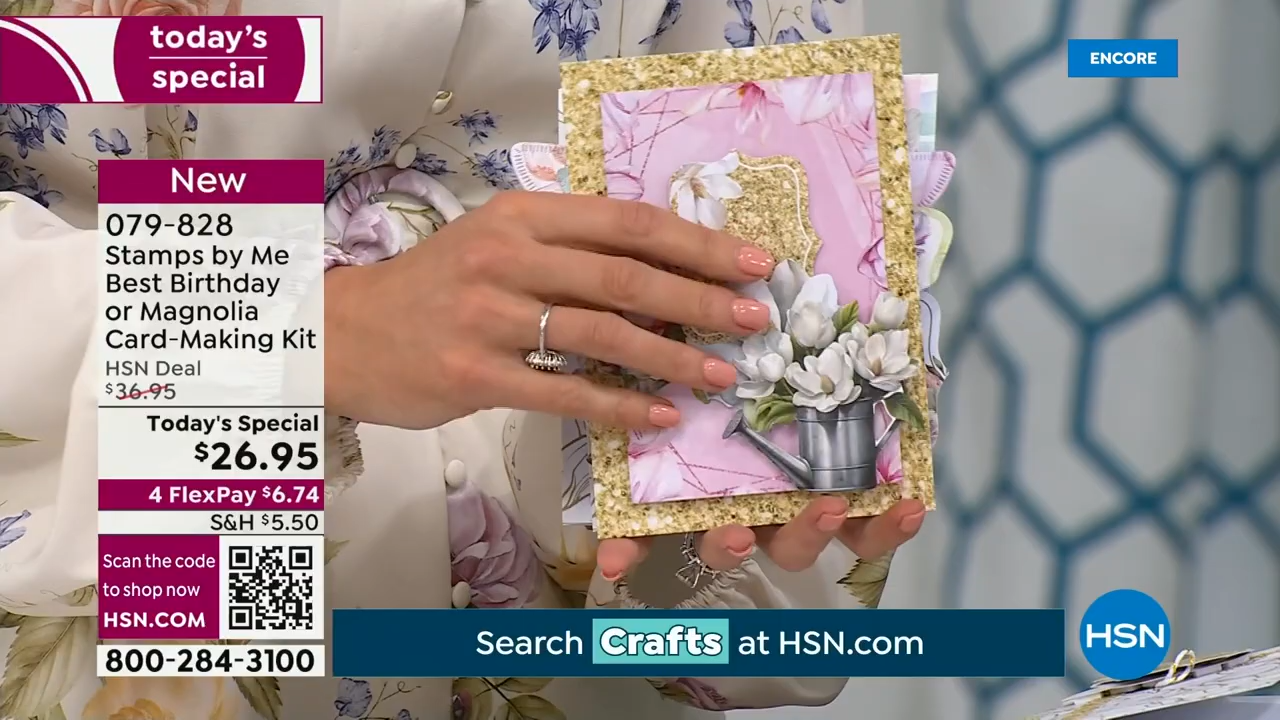 today's
special
ENCORE
New
079-828
Stamps by Me
Best Birthday
or Magnolia
Card-Making Kit
HSN Deal
$36.95
Today's Special
$26.95
4 FlexPay $6.74
S&H $5.50
Scan the code
to shop now
HSN.COM
800-284-3100
Search Crafts at HSN.com
HSN